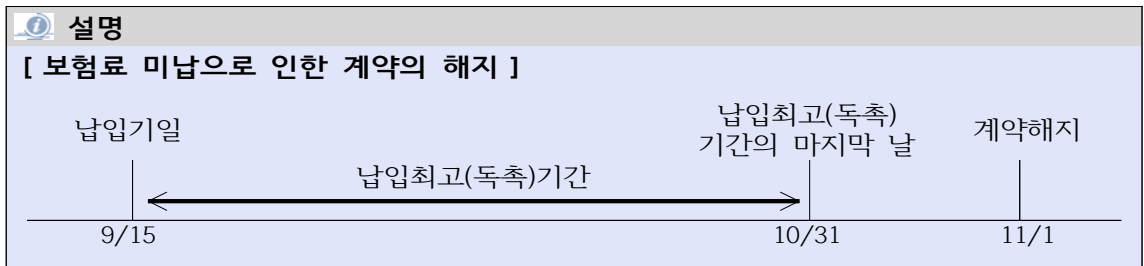 설명
[ 보험료 미납으로 인한 계약의 해지 ]
납입기일
납입최고(독촉)
기간의 마지막 날
계약해지
납입최고(독촉)기간
9/15
10/31
11/1